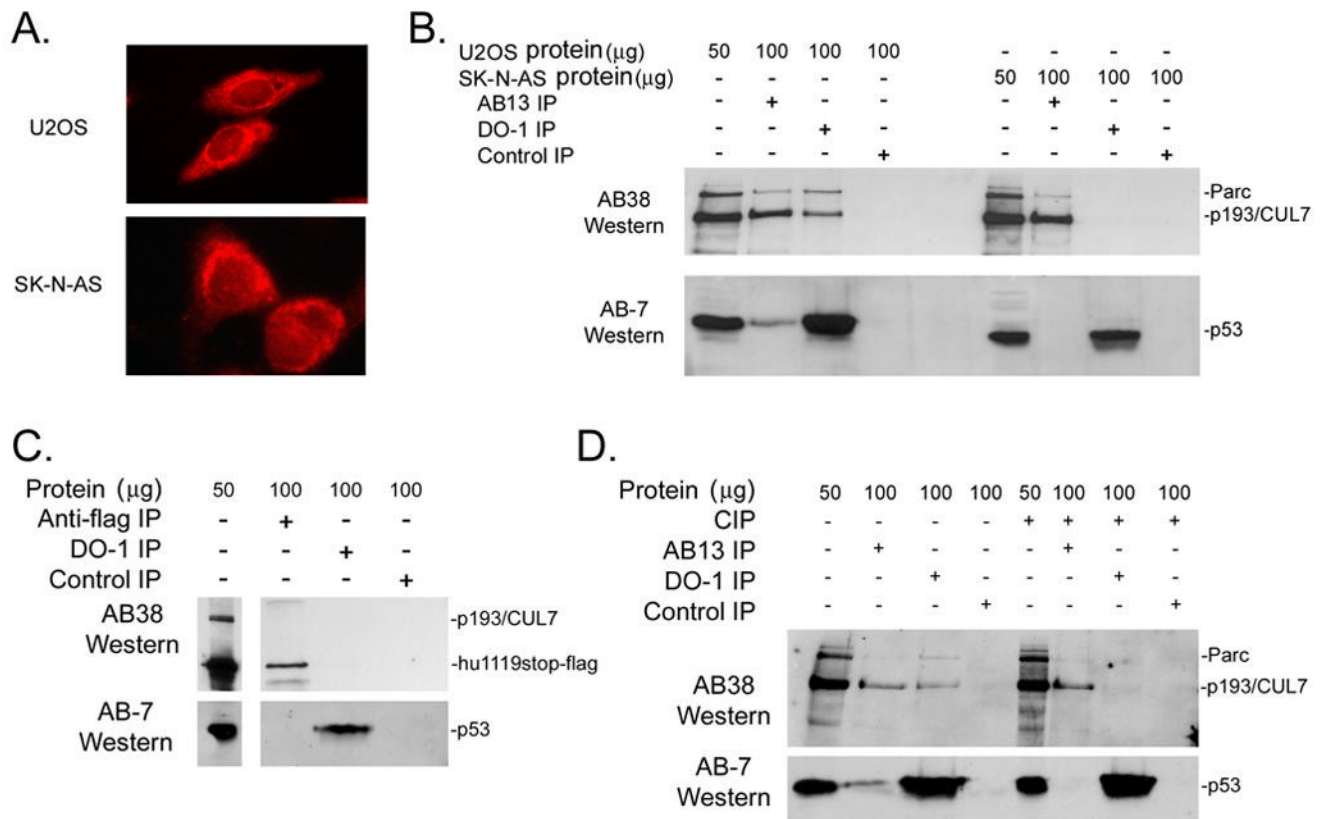 A.
U2OS
SK-N-AS
B.
U2OS protein (µg) 50 100 100 100 - - - -
SK-N-AS protein (µg) - - - - 50 100 100 100
AB13 IP - + - - - + - -
DO-1 IP - - + - - - + -
Control IP - - - + - - - +
AB38 Western
-Parc
-p193/CUL7
AB-7 Western
-p53
C.
Protein (µg) 50 100 100 100
Anti-flag IP - + - -
DO-1 IP - - + -
Control IP - - - +
AB38 Western
-p193/CUL7
-hu1119stop-flag
AB-7 Western
-p53
D.
Protein (µg) 50 100 100 100 50 100 100 100
CIP - - - - + + + +
AB13 IP - + - - - + - -
DO-1 IP - - + - - - + -
Control IP - - - + - - - +
AB38 Western
-Parc
-p193/CUL7
AB-7 Western
-p53